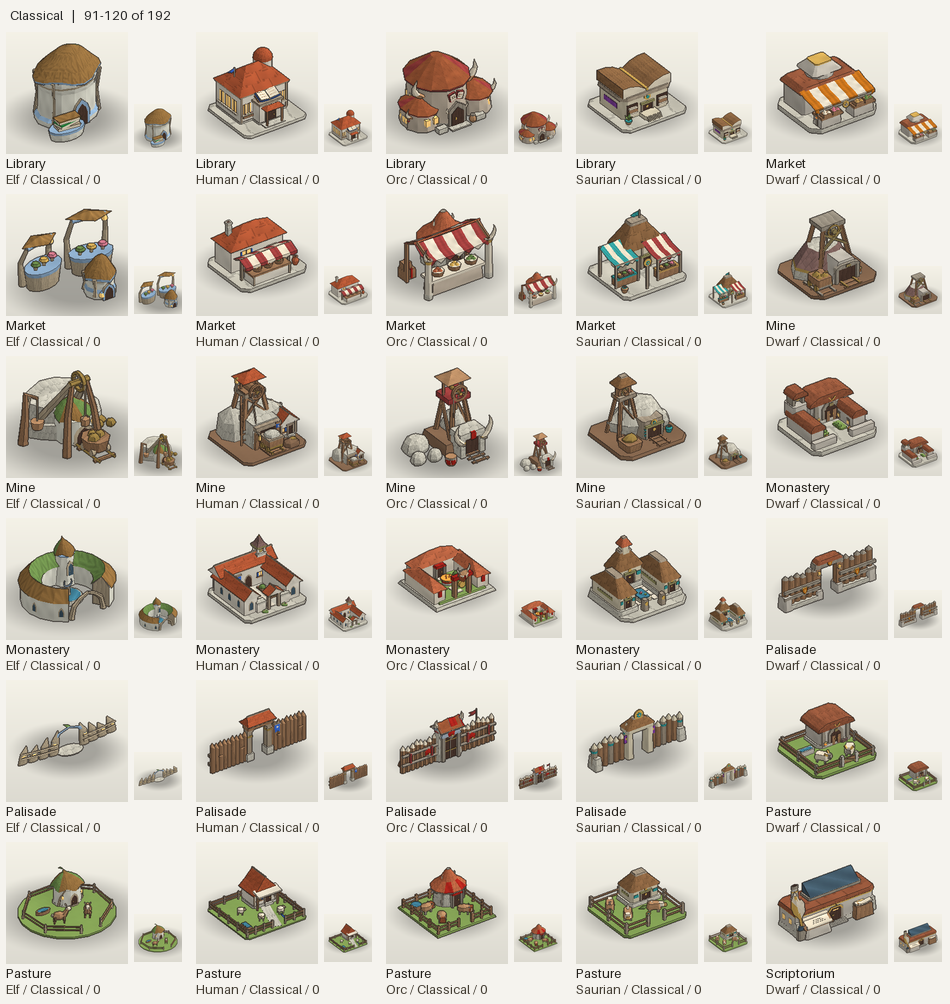 Classical | 91-120 of 192
Library
Elf / Classical / 0
Library
Human / Classical / 0
Library
Orc / Classical / 0
Library
Saurian / Classical / 0
Market
Dwarf / Classical / 0
Market
Elf / Classical / 0
Market
Human / Classical / 0
Market
Orc / Classical / 0
Market
Saurian / Classical / 0
Mine
Dwarf / Classical / 0
Mine
Elf / Classical / 0
Mine
Human / Classical / 0
Mine
Orc / Classical / 0
Mine
Saurian / Classical / 0
Monastery
Dwarf / Classical / 0
Monastery
Elf / Classical / 0
Monastery
Human / Classical / 0
Monastery
Orc / Classical / 0
Monastery
Saurian / Classical / 0
Palisade
Dwarf / Classical / 0
Palisade
Elf / Classical / 0
Palisade
Human / Classical / 0
Palisade
Orc / Classical / 0
Palisade
Saurian / Classical / 0
Pasture
Dwarf / Classical / 0
Pasture
Elf / Classical / 0
Pasture
Human / Classical / 0
Pasture
Orc / Classical / 0
Pasture
Saurian / Classical / 0
Scriptorium
Dwarf / Classical / 0